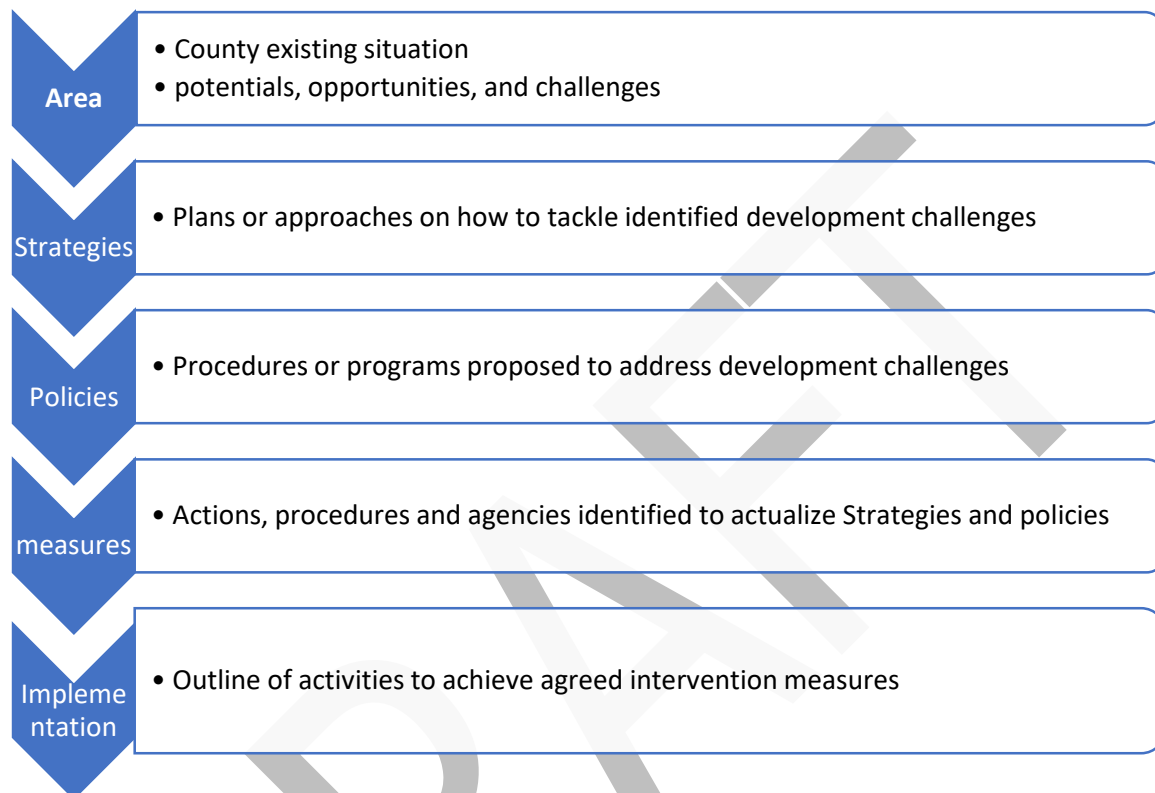 Area
• County existing situation
• potentials, opportunities, and challenges
Strategies
• Plans or approaches on how to tackle identified development challenges
Policies
• Procedures or programs proposed to address development challenges
measures
• Actions, procedures and agencies identified to actualize Strategies and policies
Impleme
ntation
• Outline of activities to achieve agreed intervention measures
DRAFT